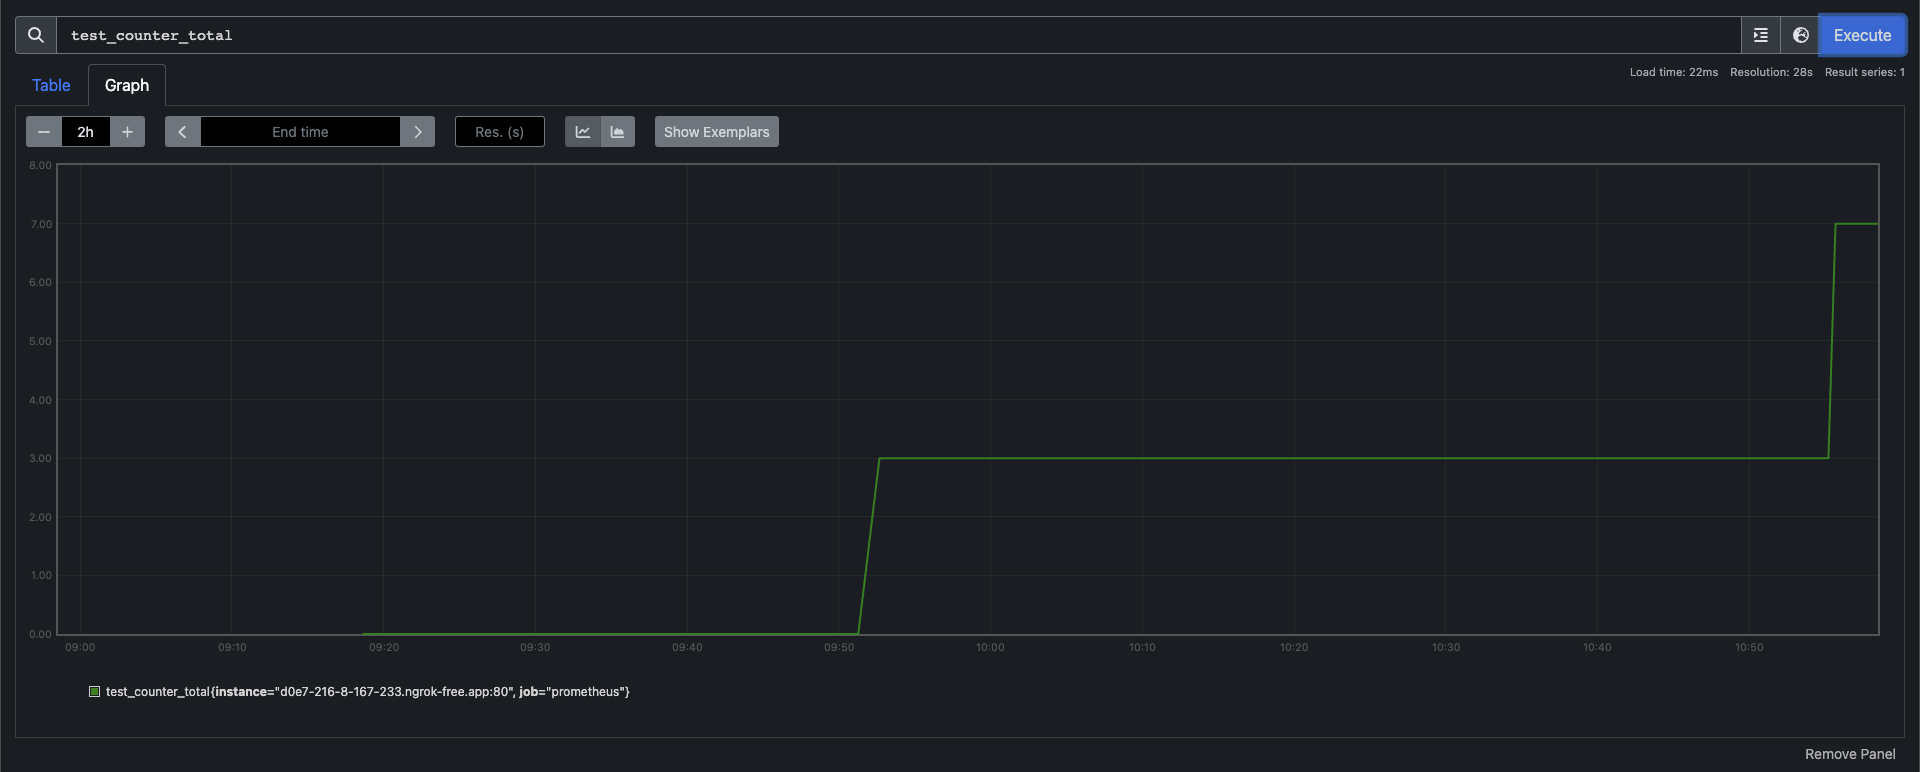 test_counter_total
Execute
Load time: 22ms Resolution: 28s Result series: 1
Table
Graph
2h
End time
Res. (s)
Show Exemplars
8.00
7.00
6.00
5.00
4.00
3.00
2.00
1.00
0.00
09:00 09:10 09:20 09:30 09:40 09:50 10:00 10:10 10:20 10:30 10:40 10:50
test_counter_total{instance="d0e7-216-8-167-233.ngrok-free.app:80", job="prometheus"}
Remove Panel